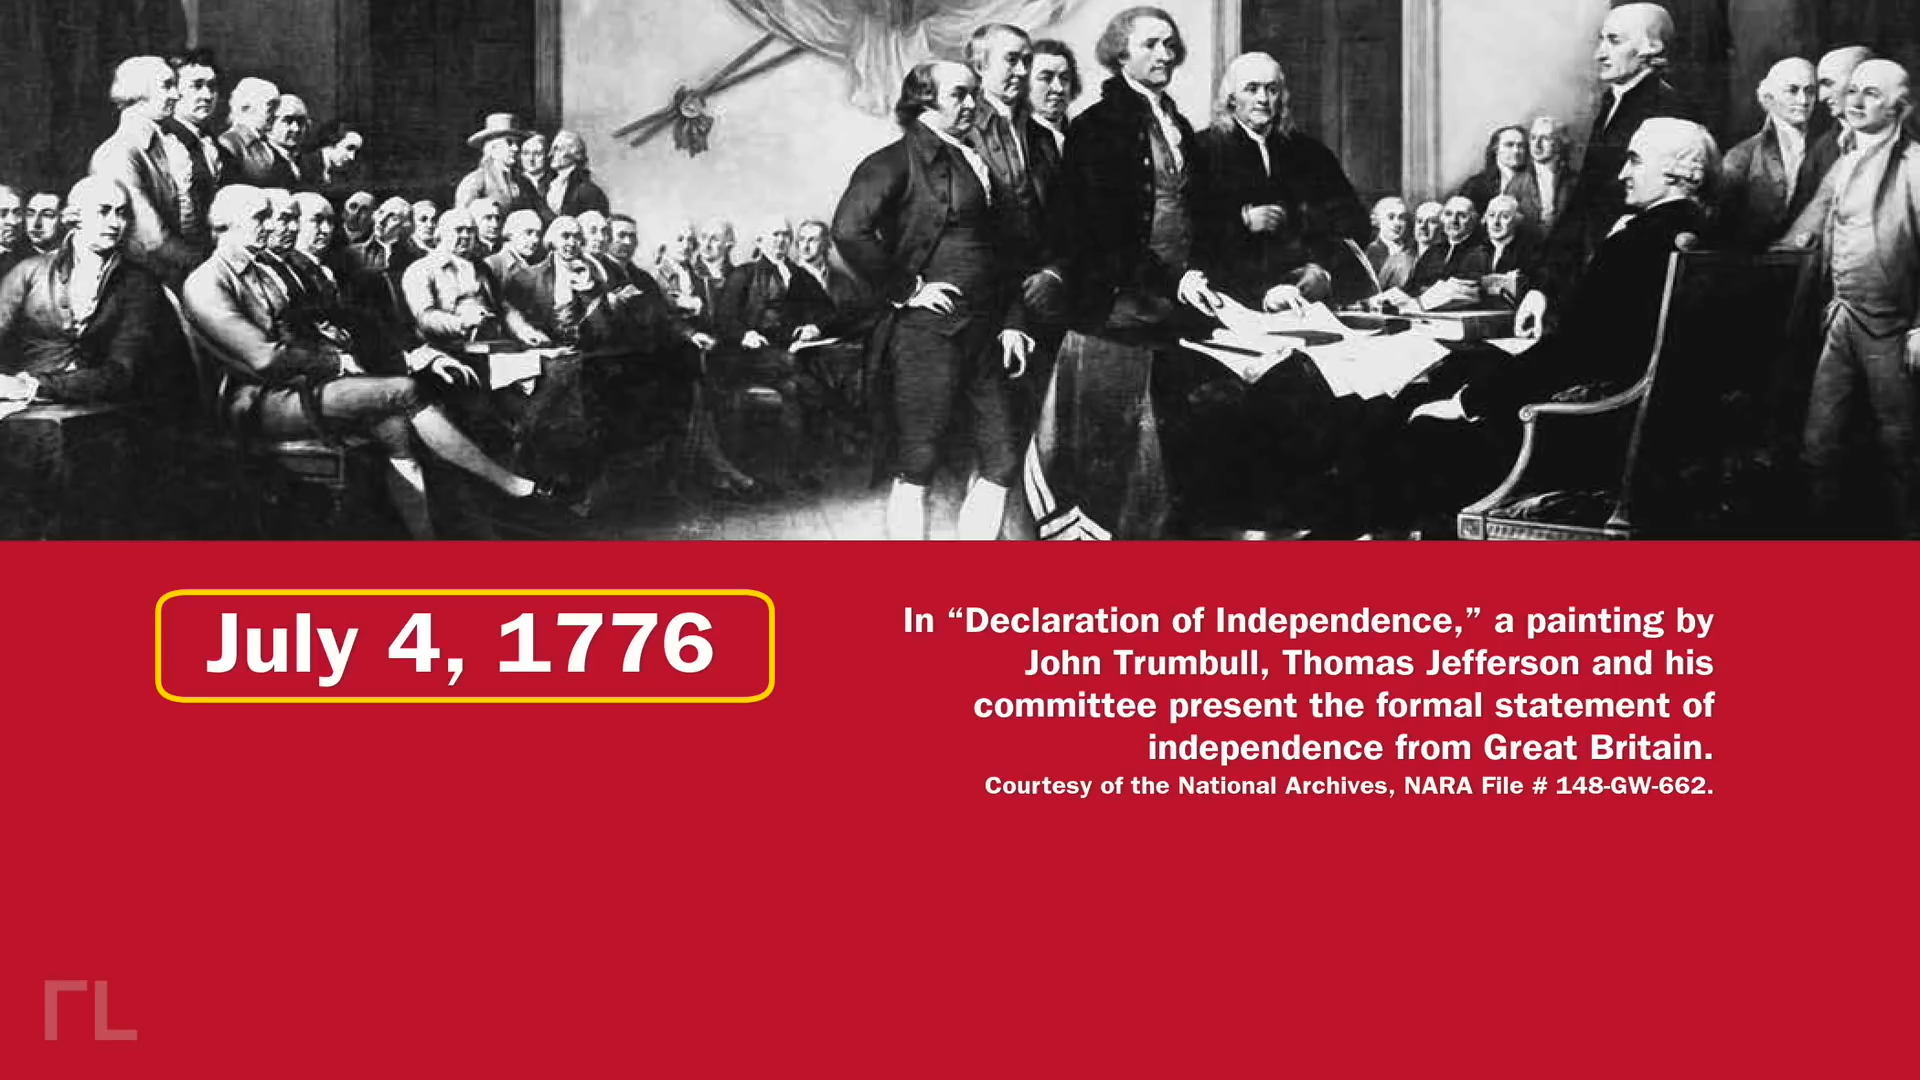 July 4, 1776
In “Declaration of Independence,” a painting by
John Trumbull, Thomas Jefferson and his
committee present the formal statement of
independence from Great Britain.
Courtesy of the National Archives, NARA File # 148-GW-662.